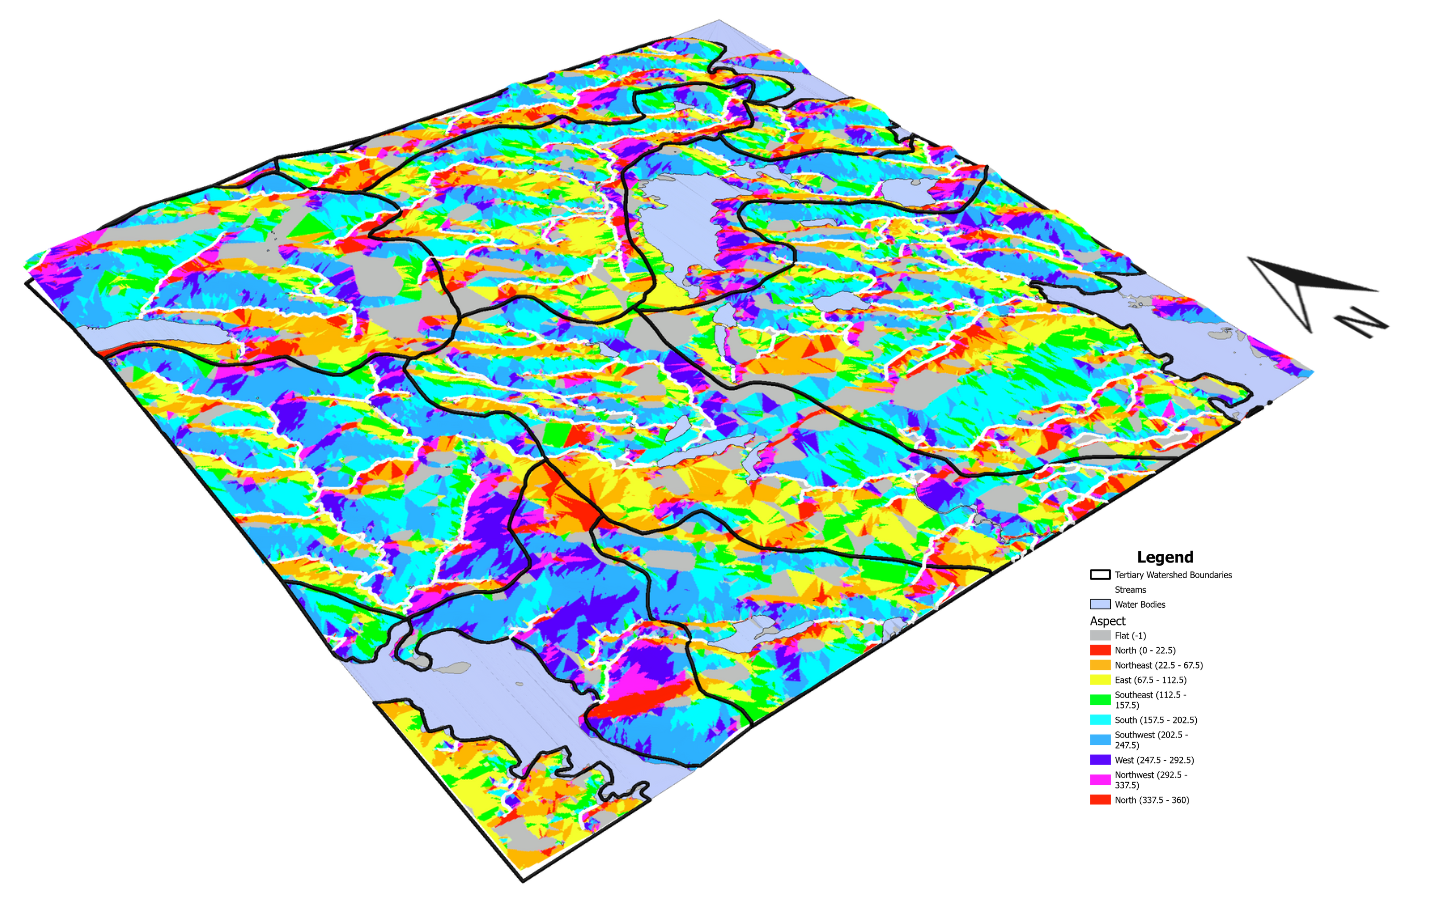 N
Legend
Tertiary Watershed Boundaries
Streams
Water Bodies
Aspect
Flat (-1)
North (0 - 22.5)
Northeast (22.5 - 67.5)
East (67.5 - 112.5)
Southeast (112.5 -
157.5)
South (157.5 - 202.5)
Southwest (202.5 -
247.5)
West (247.5 - 292.5)
Northwest (292.5 -
337.5)
North (337.5 - 360)